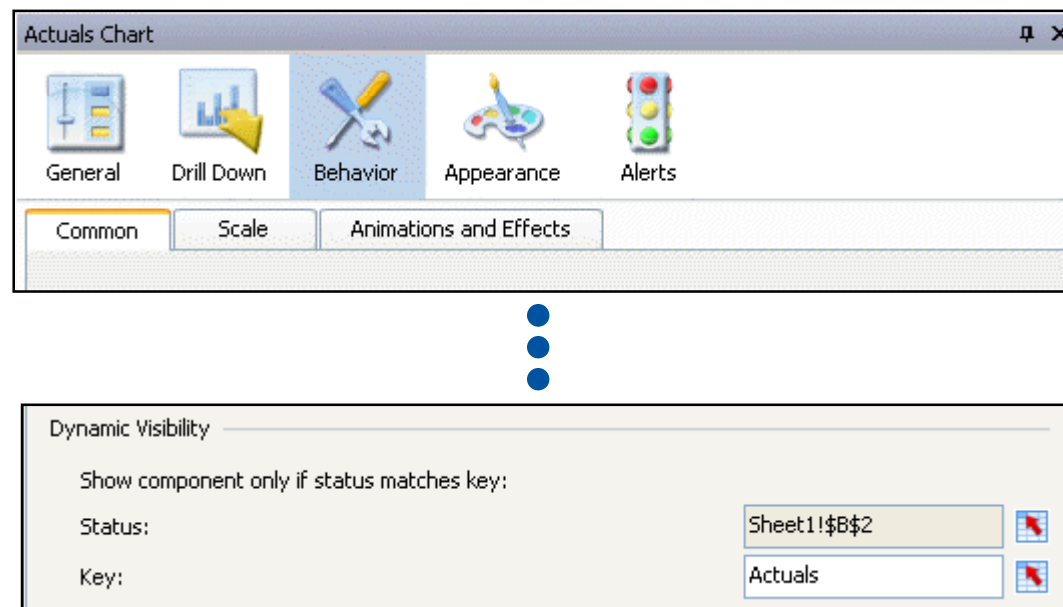 Actuals Chart
General Drill Down Behavior Appearance Alerts
Common Scale Animations and Effects
Dynamic Visibility
Show component only if status matches key:
Status: Sheet1!$B$2
Key: Actuals